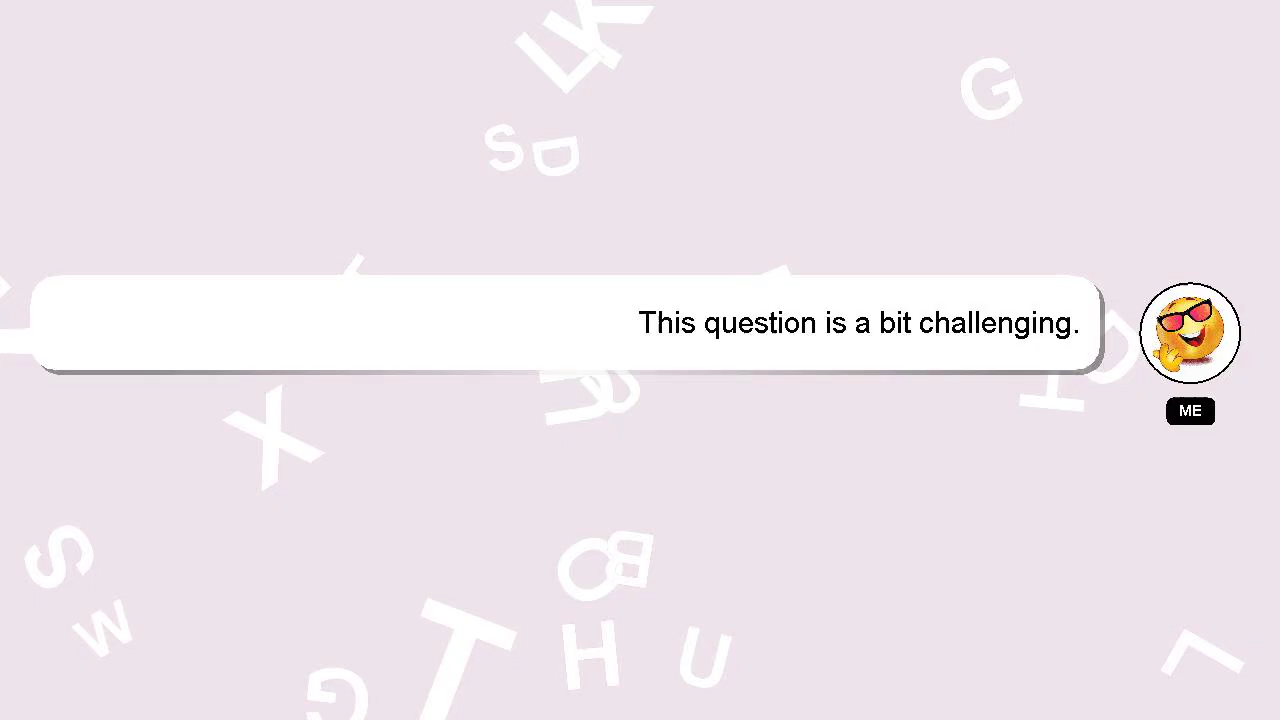 L K
G
S D
This question is a bit challenging.
ME
X
S
W
C B
T
H
U
G
L